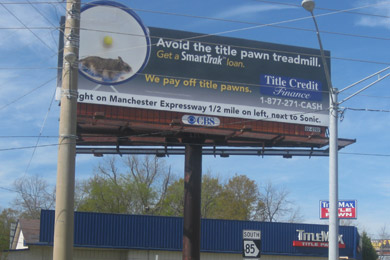 Avoid the title pawn treadmill.
Get a SmartTrak loan.
We pay off title pawns.
Title Credit
Finance
1-877-271-CASH
ght on Manchester Expressway 1/2 mile on left, next to Sonic.
CBS
SOUTH
85
TITLEMAX
TITLE PAWNS
TITLEMAX
TITLE PAWN